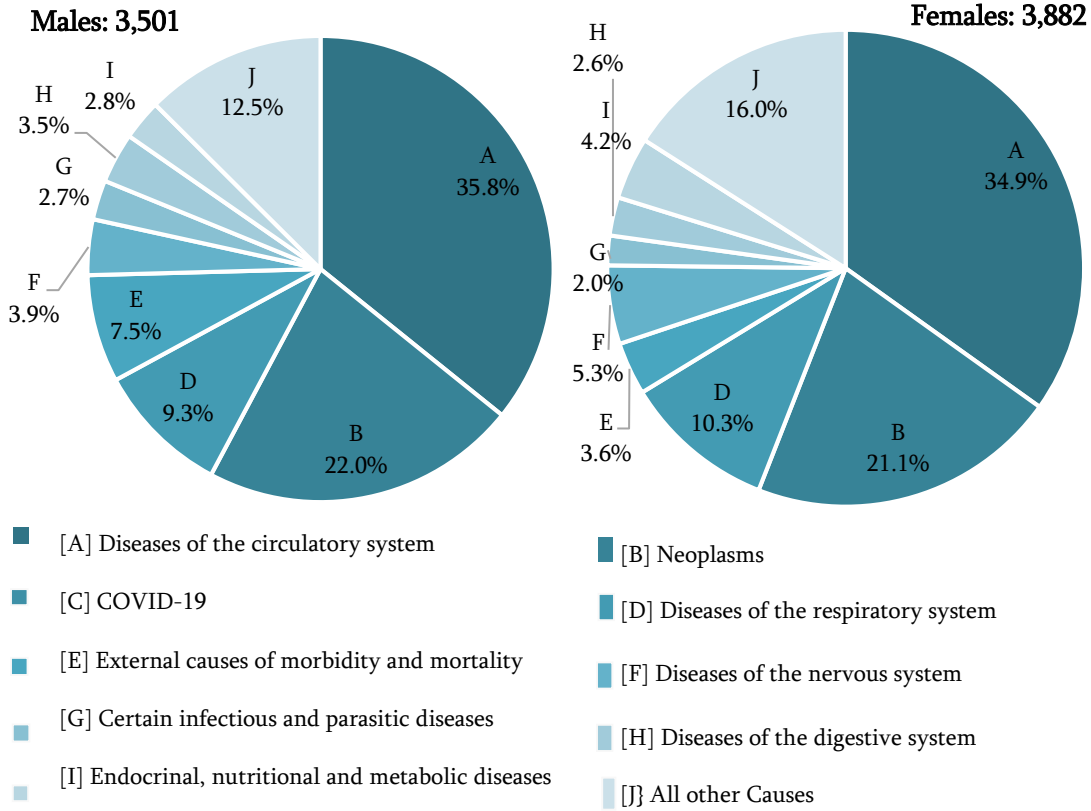 Males: 3,501
J
12.5%
I
2.8%
H
3.5%
G
2.7%
F
3.9%
E
7.5%
D
9.3%
B
22.0%
A
35.8%
Females: 3,882
H
2.6%
I
4.2%
J
16.0%
A
34.9%
G
2.0%
F
5.3%
E
3.6%
D
10.3%
B
21.1%
[A] Diseases of the circulatory system
[B] Neoplasms
[C] COVID-19
[D] Diseases of the respiratory system
[E] External causes of morbidity and mortality
[F] Diseases of the nervous system
[G] Certain infectious and parasitic diseases
[H] Diseases of the digestive system
[I] Endocrinal, nutritional and metabolic diseases
[J} All other Causes